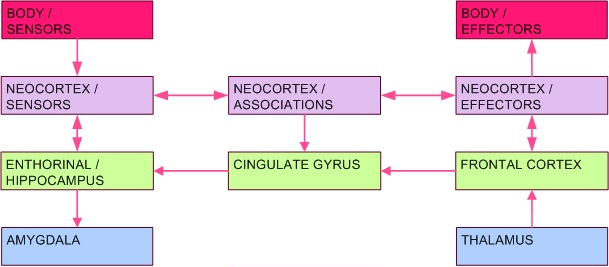 BODY /
SENSORS
BODY /
EFFECTORS
NEOCORTEX /
SENSORS
NEOCORTEX /
ASSOCIATIONS
NEOCORTEX /
EFFECTORS
ENTHORINAL /
HIPPOCAMPUS
CINGULATE GYRUS
FRONTAL CORTEX
AMYGDALA
THALAMUS